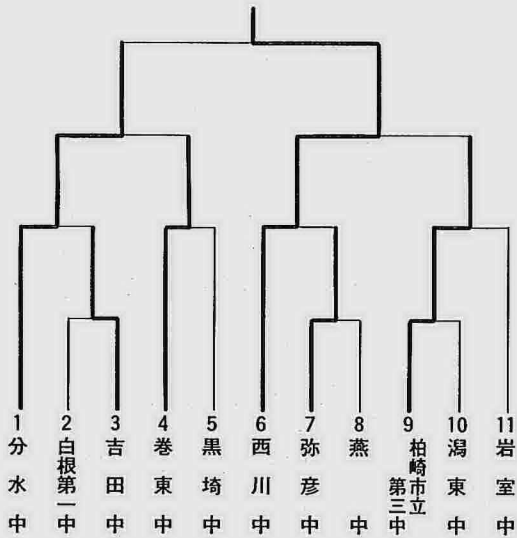 1 分水中
2 白根第一中
3 吉田中
4 巻東中
5 黒埼中
6 西川中
7 弥彦中
8 燕中
9 柏崎市立第三中
10 潟東中
11 岩室中